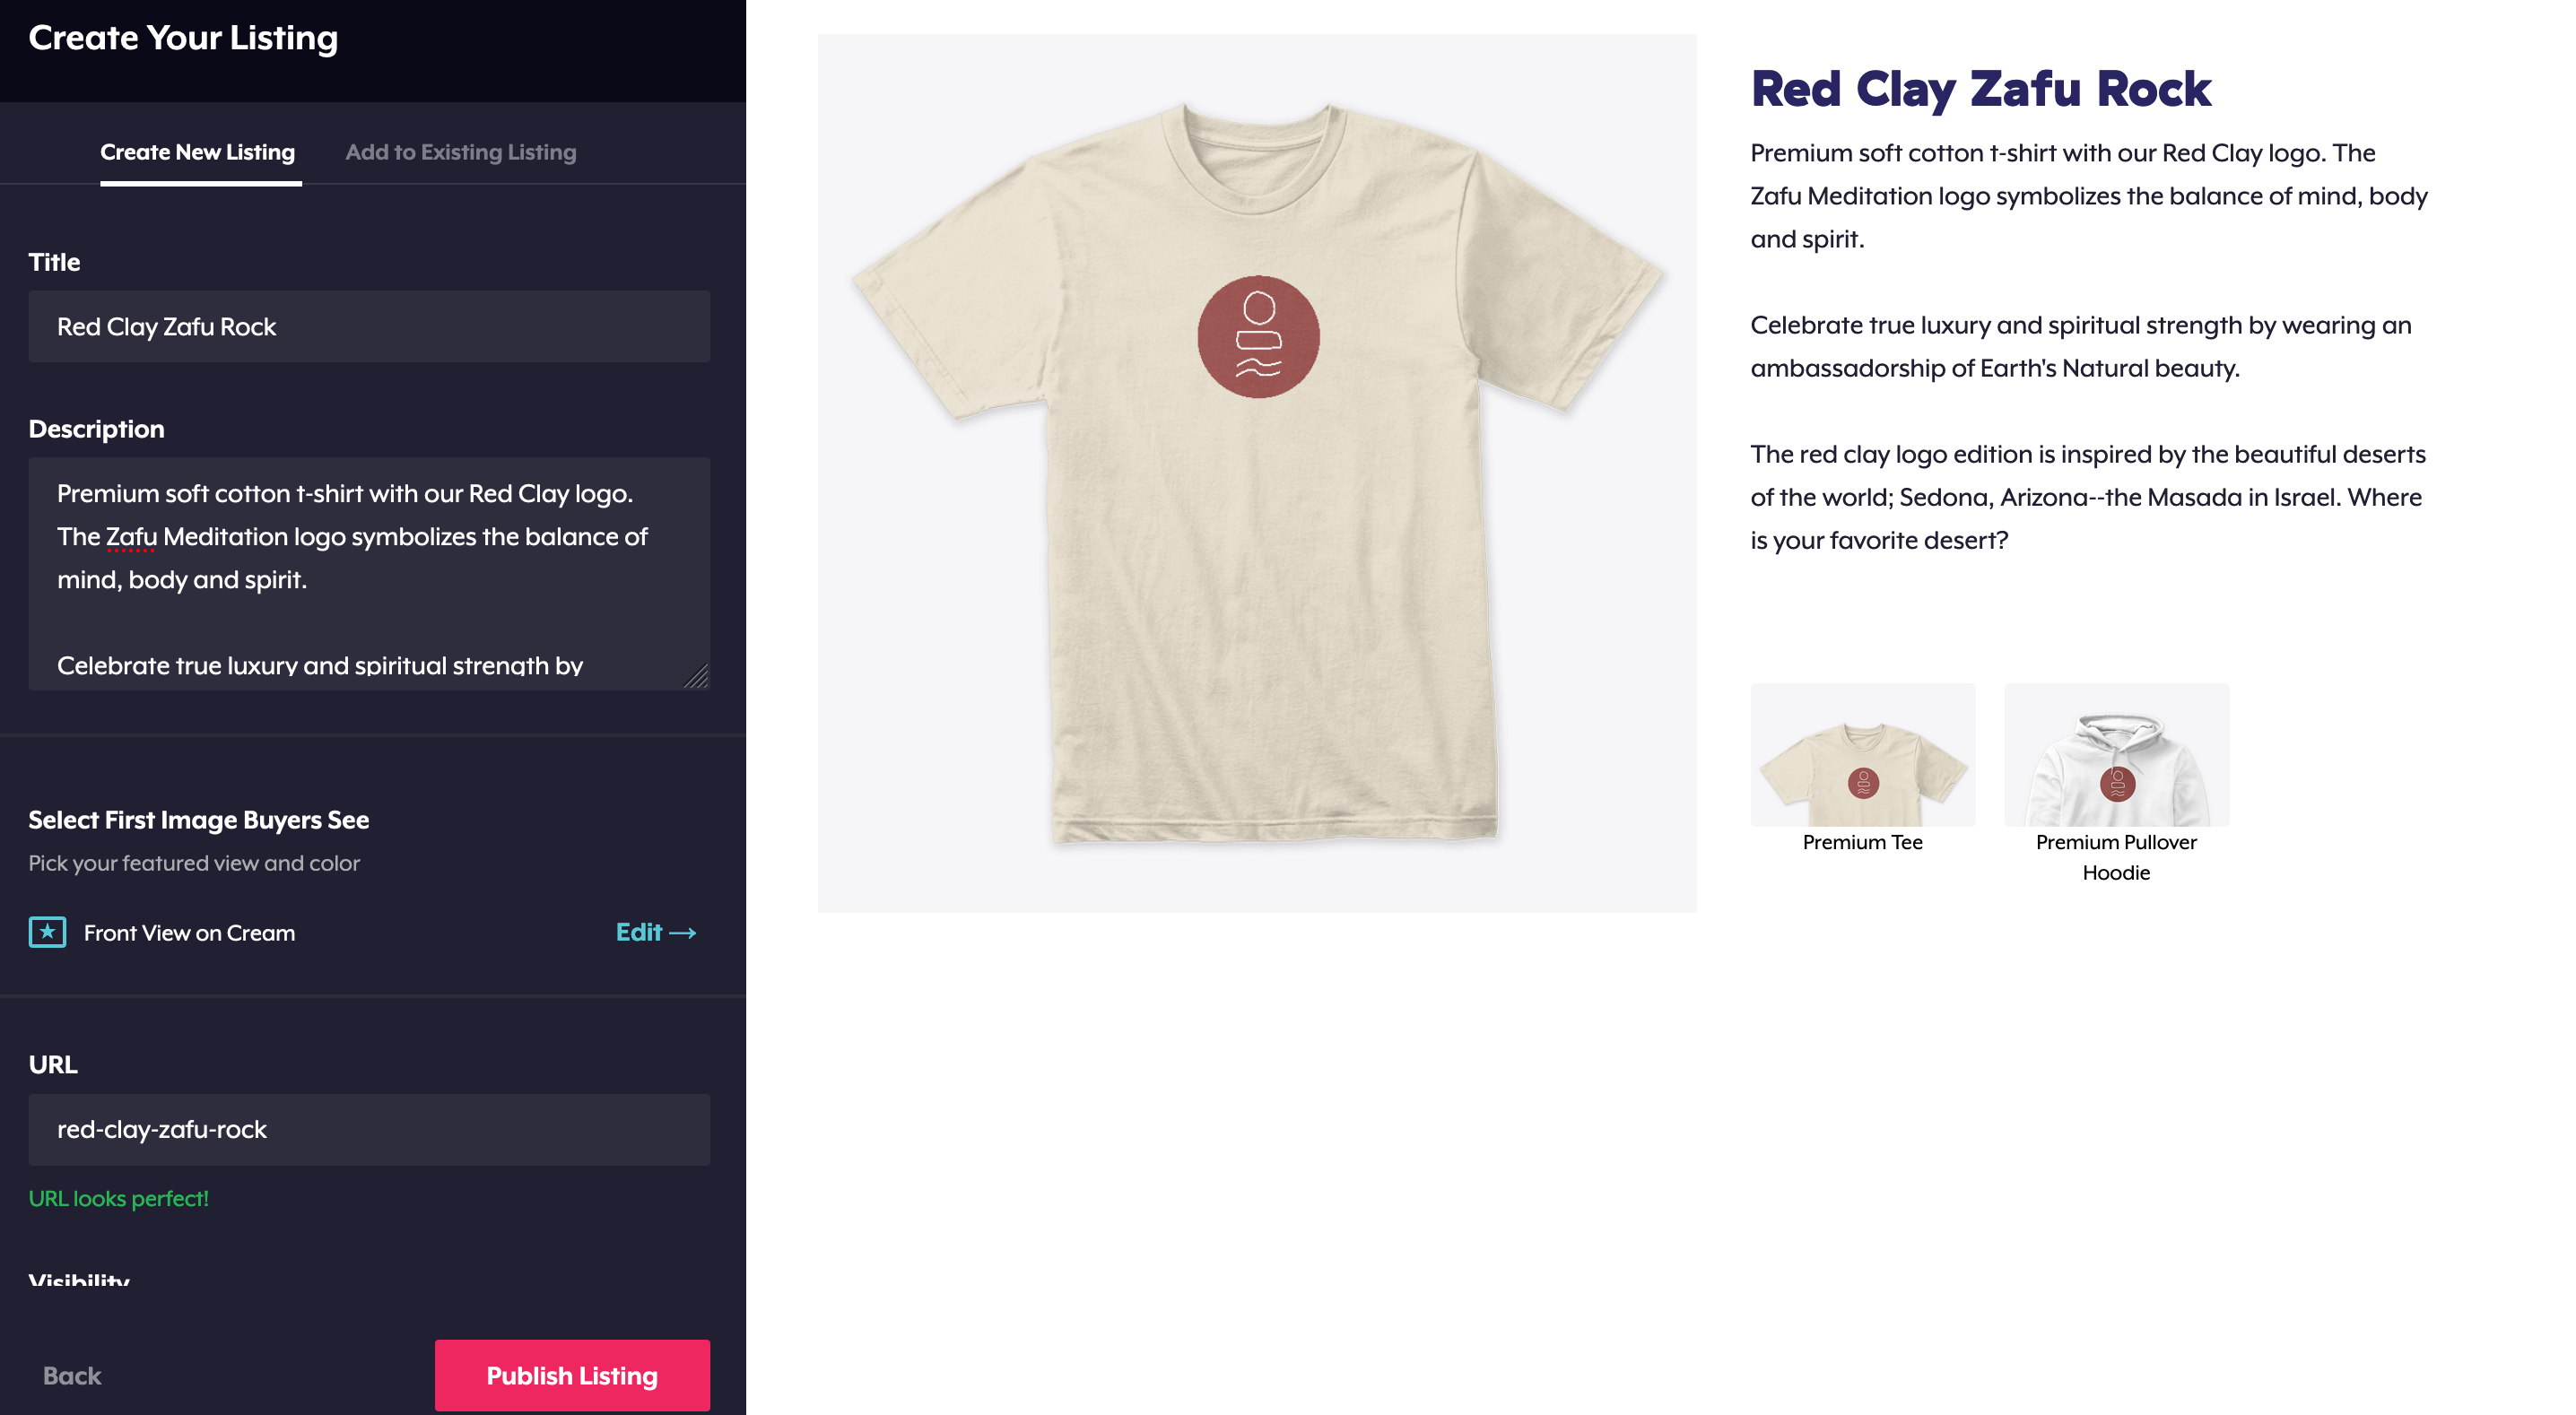 Create Your Listing
Create New Listing
Add to Existing Listing
Title
Red Clay Zafu Rock
Description
Premium soft cotton t-shirt with our Red Clay logo.
The Zafu Meditation logo symbolizes the balance of
mind, body and spirit.
Celebrate true luxury and spiritual strength by
Select First Image Buyers See
Pick your featured view and color
Front View on Cream
Edit →
URL
red-clay-zafu-rock
URL looks perfect!
Visibility
Back
Publish Listing
Red Clay Zafu Rock
Premium soft cotton t-shirt with our Red Clay logo. The
Zafu Meditation logo symbolizes the balance of mind, body
and spirit.
Celebrate true luxury and spiritual strength by wearing an
ambassadorship of Earth's Natural beauty.
The red clay logo edition is inspired by the beautiful deserts
of the world; Sedona, Arizona--the Masada in Israel. Where
is your favorite desert?
Premium Tee
Premium Pullover
Hoodie